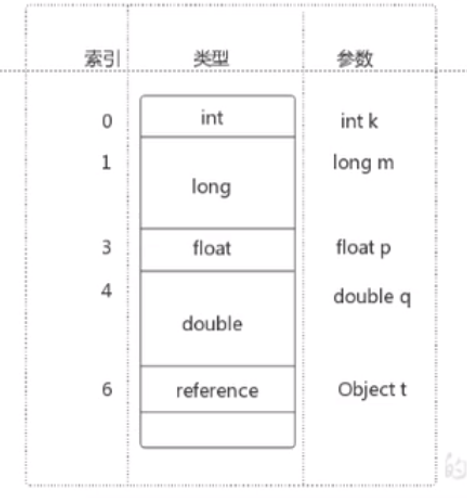 索引 类型 参数
0 int int k
1 long long m
3 float float p
4 double double q
6 reference Object t
的